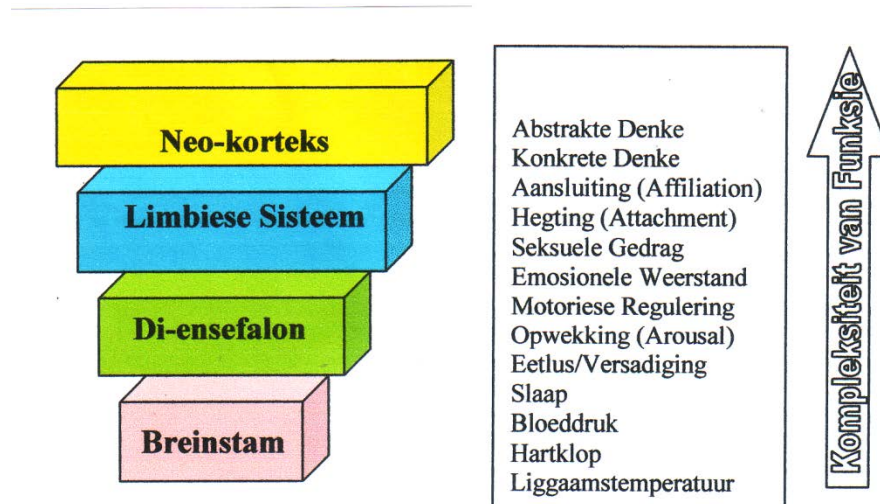 Neo-korteks
Limbiese Sisteem
Di-ensefalon
Breinstam
Abstrakte Denke
Konkrete Denke
Aansluiting (Affiliation)
Hegting (Attachment)
Seksuele Gedrag
Emosionele Weerstand
Motoriese Regulering
Opwekking (Arousal)
Eetlus/Versadiging
Slaap
Bloeddruk
Hartklop
Liggaamstemperatuur
Kompleksiteit van Funksie